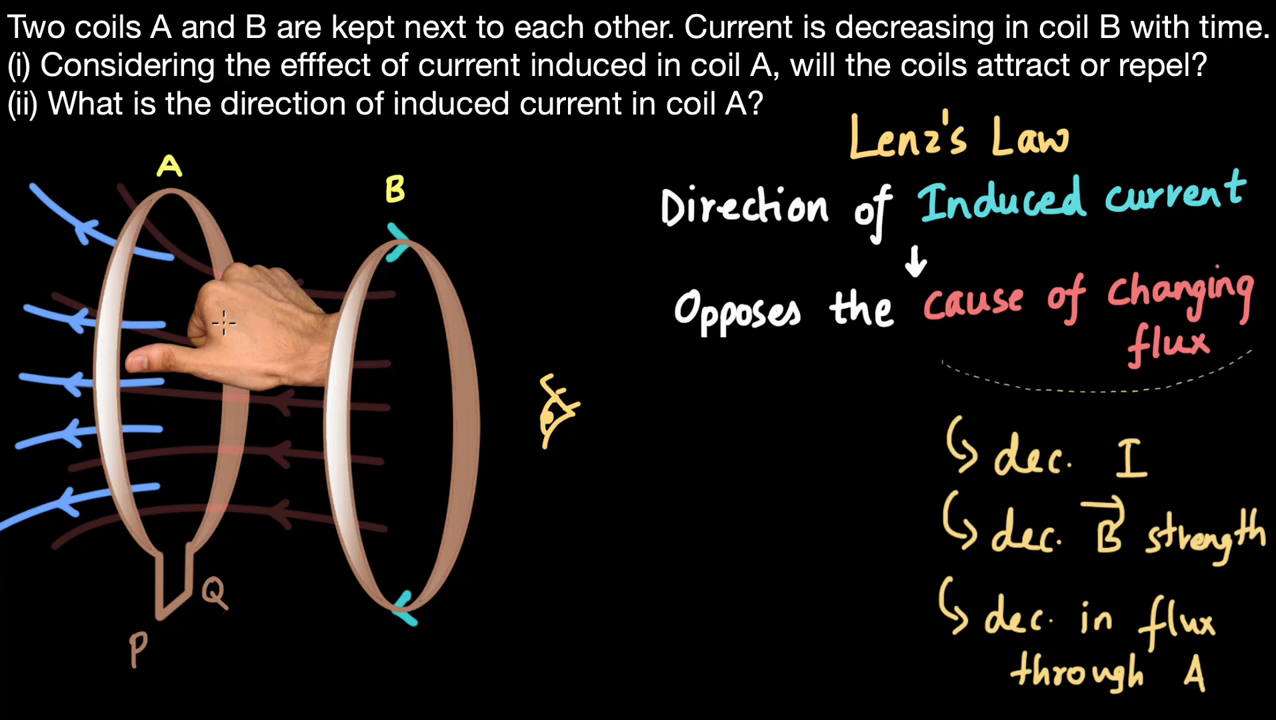 Two coils A and B are kept next to each other. Current is decreasing in coil B with time.
(i) Considering the efffect of current induced in coil A, will the coils attract or repel?
(ii) What is the direction of induced current in coil A?
Lenz's Law
A
B
Direction of Induced current
Opposes the cause of changing
flux
dec. I
dec. B strength
dec. in flux
through A
Q
P